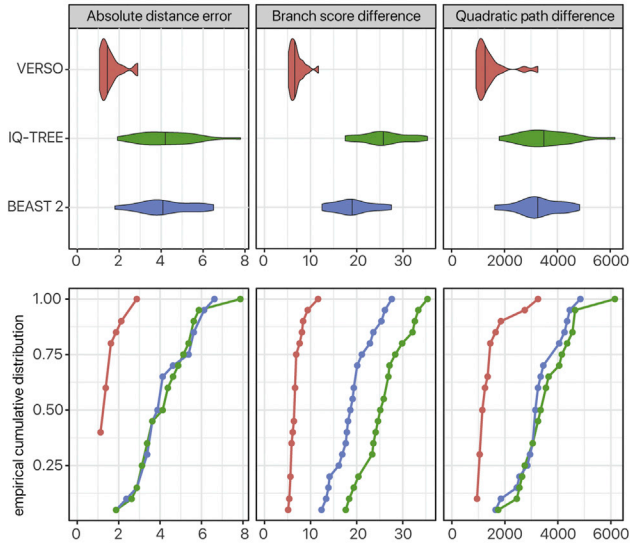 Absolute distance error
Branch score difference
Quadratic path difference
VERSO
IQ-TREE
BEAST 2
0 2 4 6 8
0 10 20 30
0 2000 4000 6000
empirical cumulative distribution
1.00
0.75
0.50
0.25
0 2 4 6 8
0 10 20 30
0 2000 4000 6000